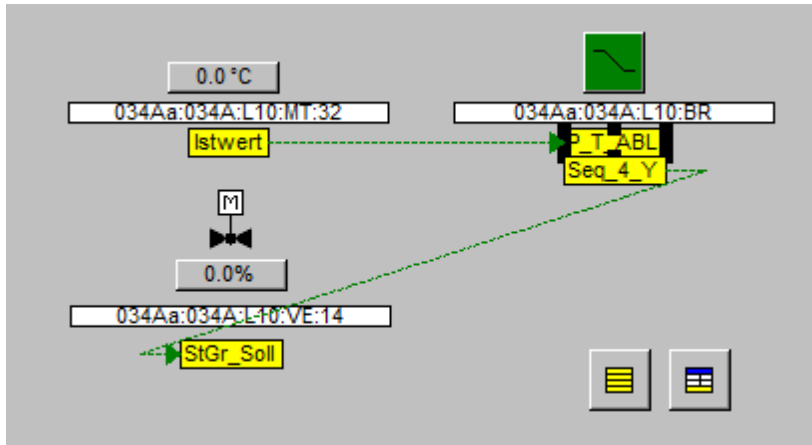 0.0 °C
034Aa:034A:L10:MT:32
034Aa:034A:L10:BR
Istwert
P_T_ABL
Seq_4_Y
M
0.0%
034Aa:034A:L10:VE:14
StGr_Soll